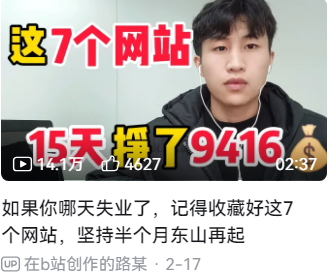 这7个网站
15天挣了9416
14.1万 4627 02:37
如果你哪天失业了，记得收藏好这7
个网站，坚持半个月东山再起
UP 在b站创作的路某 · 2-17